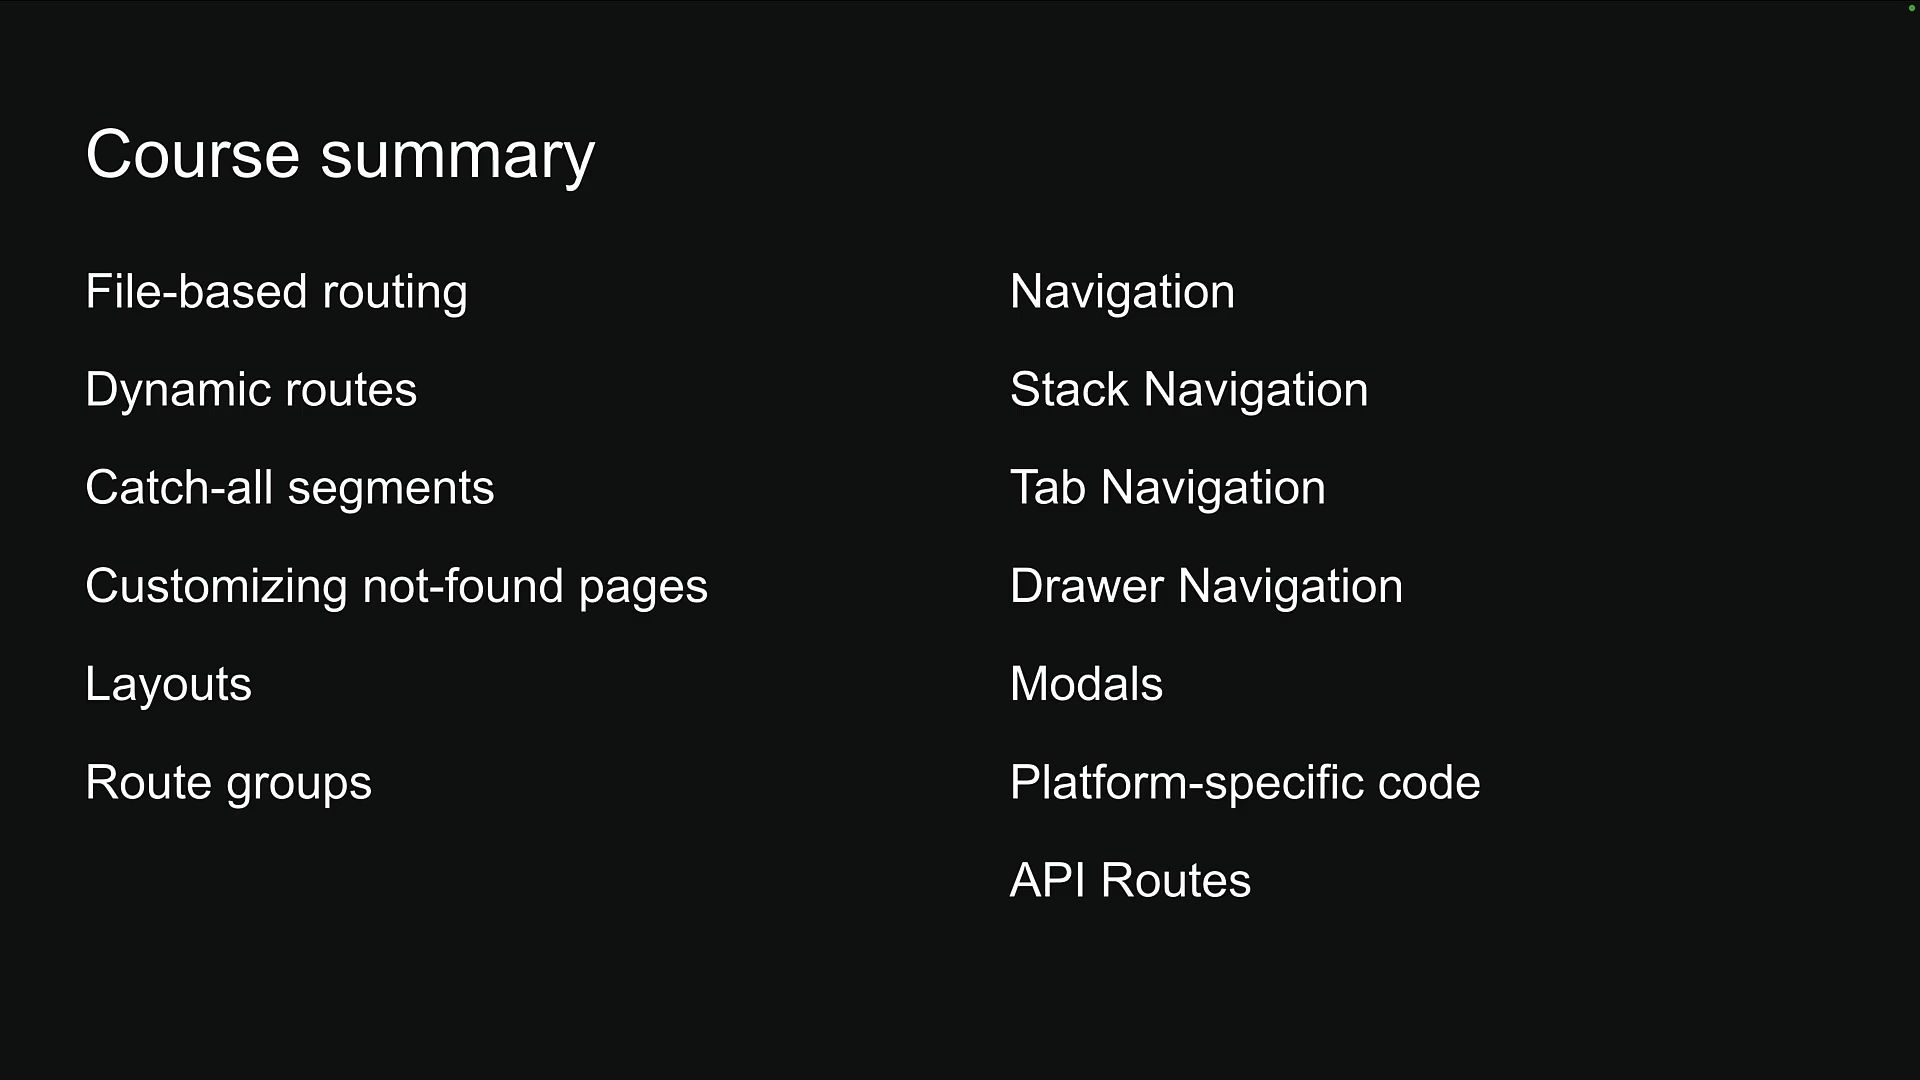 Course summary
File-based routing
Dynamic routes
Catch-all segments
Customizing not-found pages
Layouts
Route groups
Navigation
Stack Navigation
Tab Navigation
Drawer Navigation
Modals
Platform-specific code
API Routes